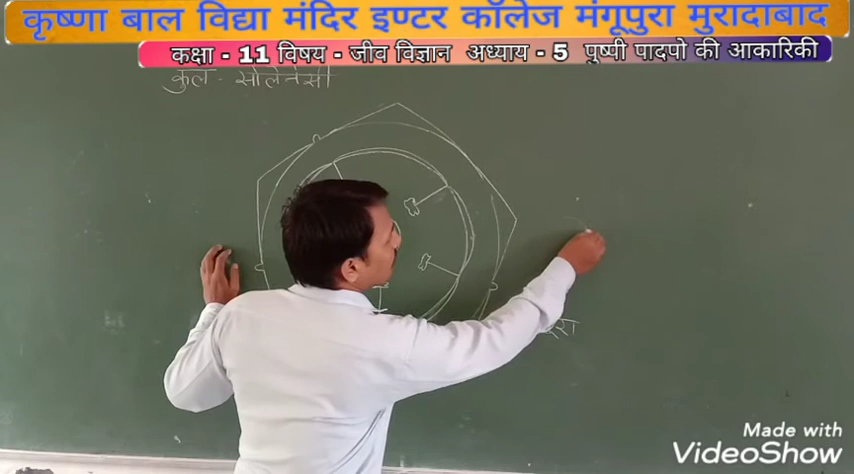 कृष्णा बाल विद्या मंदिर इण्टर कॉलेज मंगूपुरा मुरादाबाद
कक्षा - 11 विषय - जीव विज्ञान अध्याय - 5 पुष्पी पादपो की आकारिकी
कुल - सोलेनेसी
Made with
VideoShow